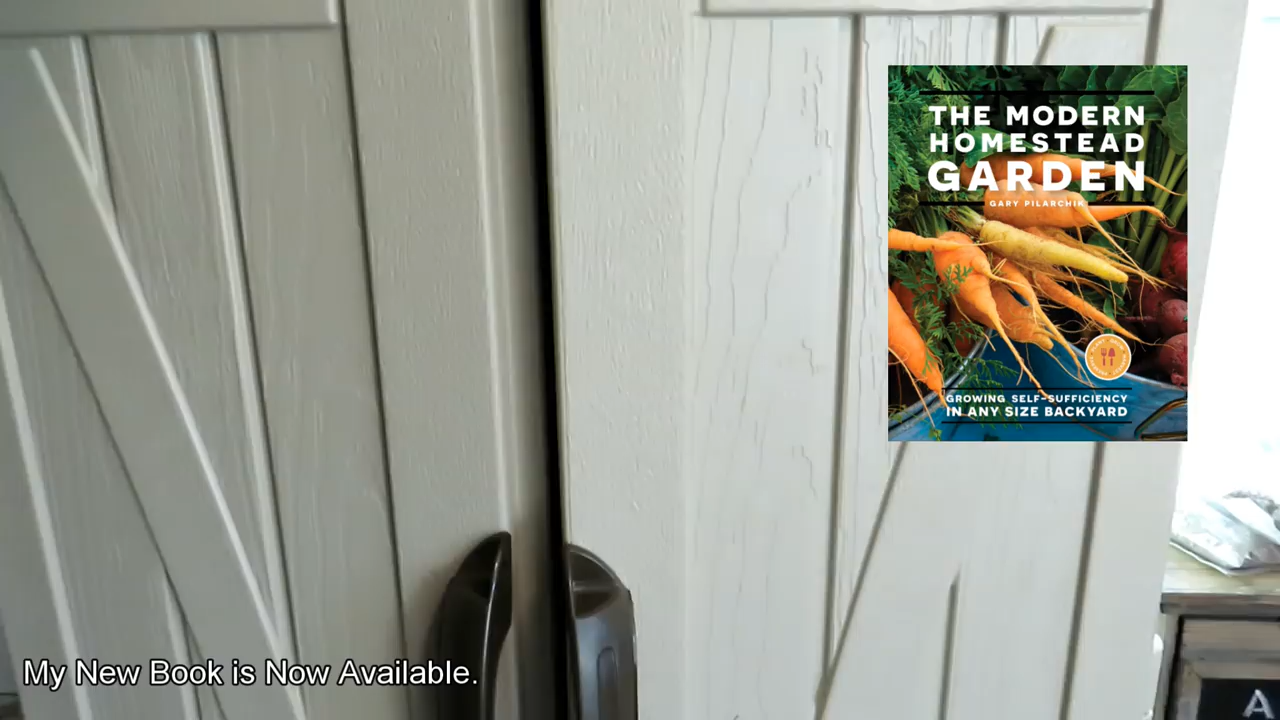 THE MODERN
HOMESTEAD
GARDEN
GARY PILARCHIK
GROWING SELF-SUFFICIENCY
IN ANY SIZE BACKYARD
My New Book is Now Available.
A